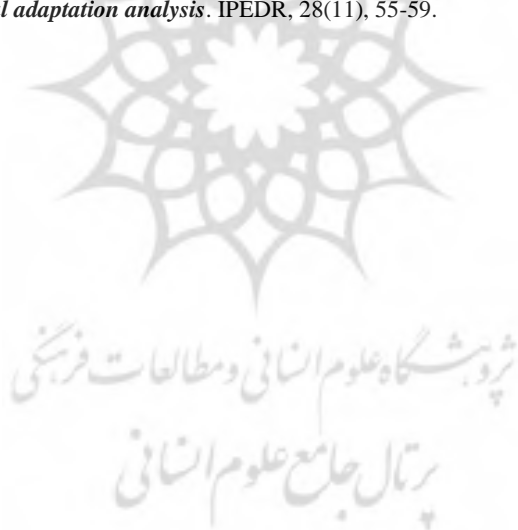 l adaptation analysis. IPEDR, 28(11), 55-59.
پژوهشگاه علوم انسانی و مطالعات فرهنگی
پرتال جامع علوم انسانی